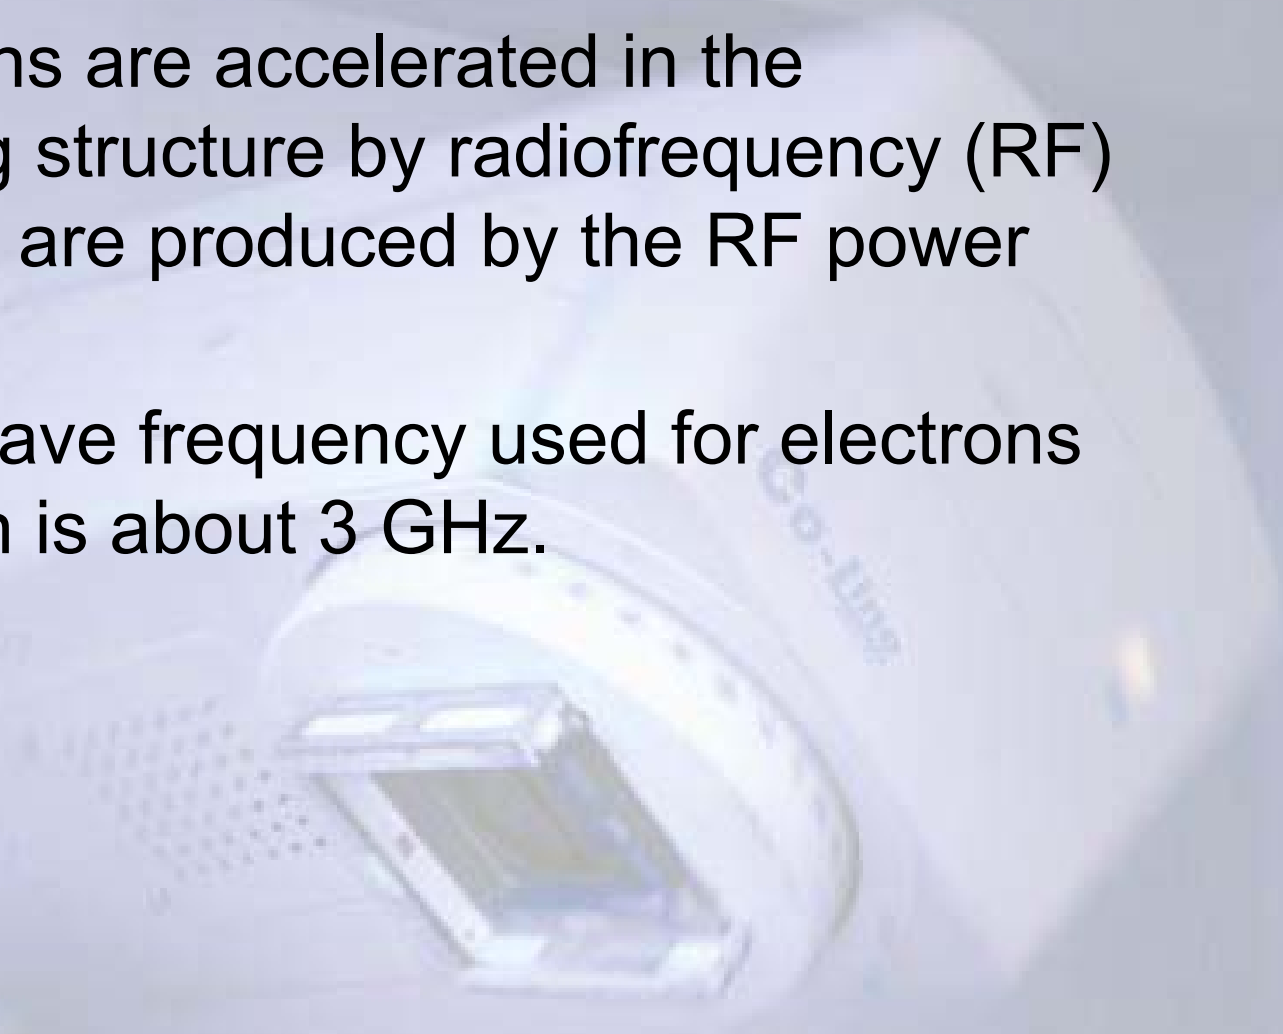 ns are accelerated in the
g structure by radiofrequency (RF)
are produced by the RF power
ave frequency used for electrons
n is about 3 GHz.